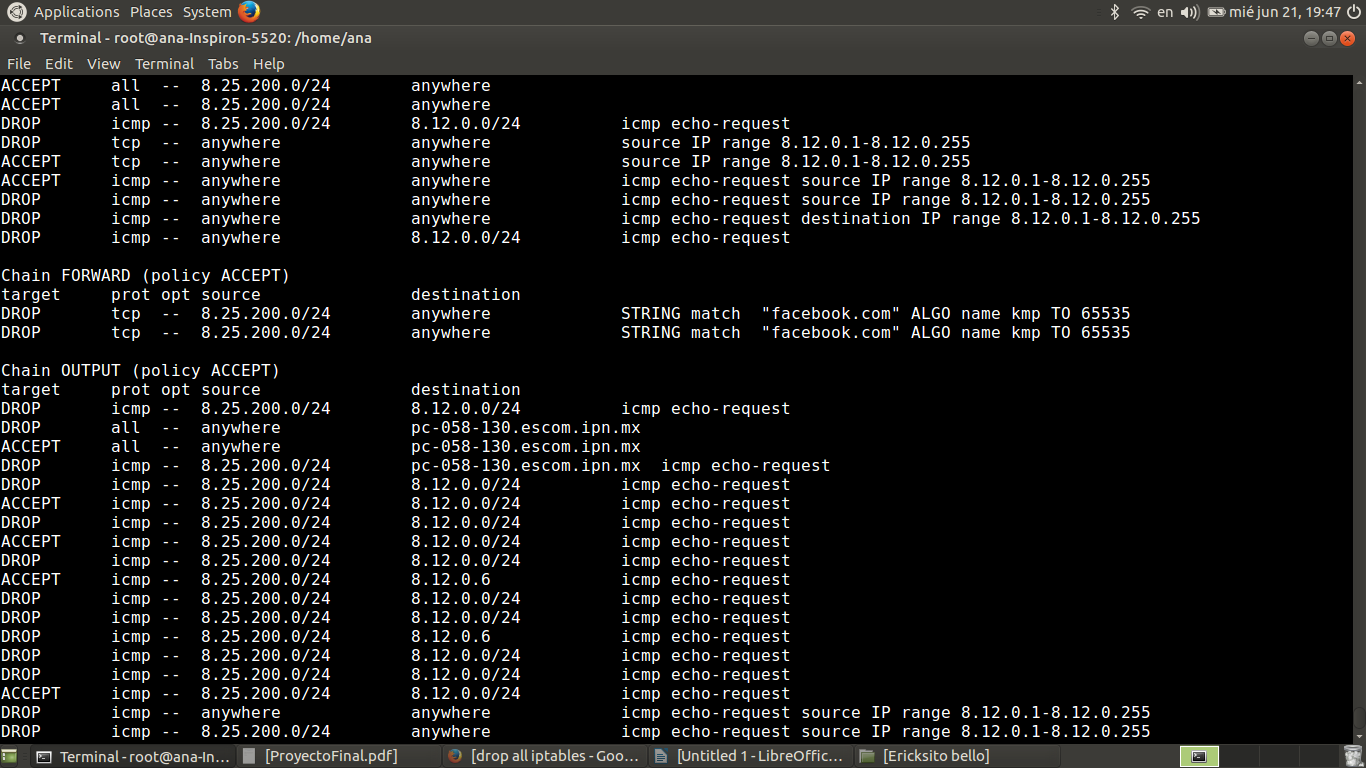 Applications Places System en mié jun 21, 19:47
Terminal - root@ana-Inspiron-5520: /home/ana
File Edit View Terminal Tabs Help
ACCEPT     all  --  8.25.200.0/24        anywhere
ACCEPT     all  --  8.25.200.0/24        anywhere
DROP       icmp --  8.25.200.0/24        8.12.0.0/24          icmp echo-request
DROP       tcp  --  anywhere             anywhere             source IP range 8.12.0.1-8.12.0.255
ACCEPT     tcp  --  anywhere             anywhere             source IP range 8.12.0.1-8.12.0.255
ACCEPT     icmp --  anywhere             anywhere             icmp echo-request source IP range 8.12.0.1-8.12.0.255
DROP       icmp --  anywhere             anywhere             icmp echo-request source IP range 8.12.0.1-8.12.0.255
DROP       icmp --  anywhere             anywhere             icmp echo-request destination IP range 8.12.0.1-8.12.0.255
DROP       icmp --  anywhere             8.12.0.0/24          icmp echo-request
Chain FORWARD (policy ACCEPT)
target     prot opt source               destination
DROP       tcp  --  8.25.200.0/24        anywhere             STRING match  "facebook.com" ALGO name kmp TO 65535
DROP       tcp  --  8.25.200.0/24        anywhere             STRING match  "facebook.com" ALGO name kmp TO 65535
Chain OUTPUT (policy ACCEPT)
target     prot opt source               destination
DROP       icmp --  8.25.200.0/24        8.12.0.0/24          icmp echo-request
DROP       all  --  anywhere             pc-058-130.escom.ipn.mx
ACCEPT     all  --  anywhere             pc-058-130.escom.ipn.mx
DROP       icmp --  8.25.200.0/24        pc-058-130.escom.ipn.mx  icmp echo-request
DROP       icmp --  8.25.200.0/24        8.12.0.0/24          icmp echo-request
ACCEPT     icmp --  8.25.200.0/24        8.12.0.0/24          icmp echo-request
DROP       icmp --  8.25.200.0/24        8.12.0.0/24          icmp echo-request
ACCEPT     icmp --  8.25.200.0/24        8.12.0.0/24          icmp echo-request
DROP       icmp --  8.25.200.0/24        8.12.0.0/24          icmp echo-request
ACCEPT     icmp --  8.25.200.0/24        8.12.0.6             icmp echo-request
DROP       icmp --  8.25.200.0/24        8.12.0.0/24          icmp echo-request
DROP       icmp --  8.25.200.0/24        8.12.0.0/24          icmp echo-request
DROP       icmp --  8.25.200.0/24        8.12.0.6             icmp echo-request
DROP       icmp --  8.25.200.0/24        8.12.0.0/24          icmp echo-request
DROP       icmp --  8.25.200.0/24        8.12.0.0/24          icmp echo-request
ACCEPT     icmp --  8.25.200.0/24        8.12.0.0/24          icmp echo-request
DROP       icmp --  anywhere             anywhere             icmp echo-request source IP range 8.12.0.1-8.12.0.255
DROP       icmp --  8.25.200.0/24        anywhere             icmp echo-request source IP range 8.12.0.1-8.12.0.255
Terminal - root@ana-In... [ProyectoFinal.pdf] [drop all iptables - Goo... [Untitled 1 - LibreOffic... [Ericksito bello]